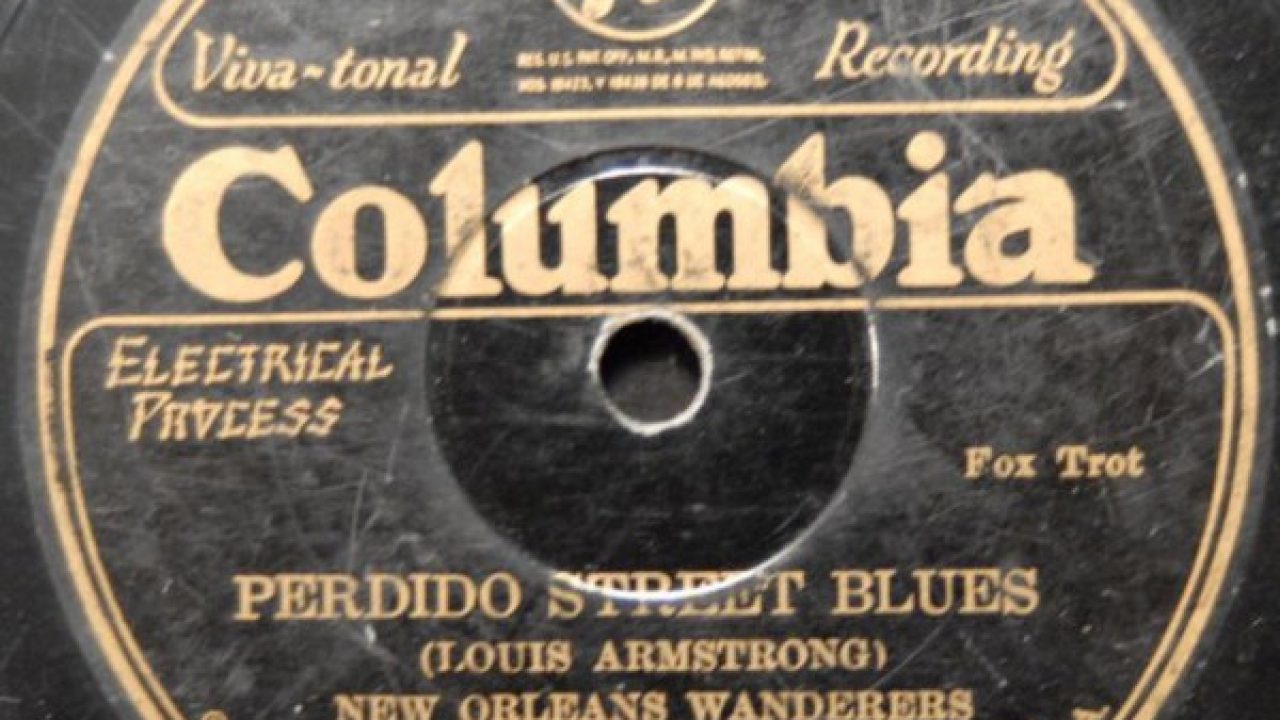 Viva-tonal Recording
Columbia
ELECTRICAL
PROCESS
Fox Trot
PERDIDO STREET BLUES
(LOUIS ARMSTRONG)
NEW ORLEANS WANDERERS